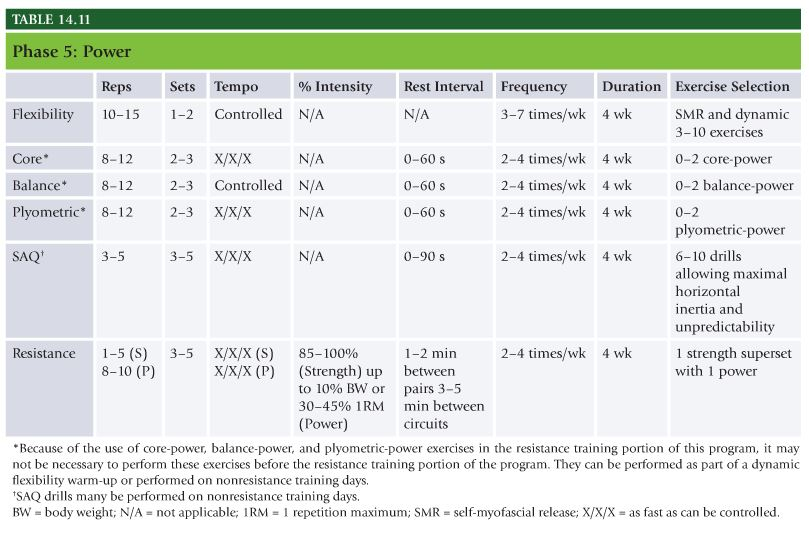 TABLE 14.11
Phase 5: Power
Reps Sets Tempo % Intensity Rest Interval Frequency Duration Exercise Selection
Flexibility 10–15 1–2 Controlled N/A N/A 3–7 times/wk 4 wk SMR and dynamic
3–10 exercises
Core* 8–12 2–3 X/X/X N/A 0–60 s 2–4 times/wk 4 wk 0–2 core-power
Balance* 8–12 2–3 Controlled N/A 0–60 s 2–4 times/wk 4 wk 0–2 balance-power
Plyometric* 8–12 2–3 X/X/X N/A 0–60 s 2–4 times/wk 4 wk 0–2
plyometric-power
SAQ† 3–5 3–5 X/X/X N/A 0–90 s 2–4 times/wk 4 wk 6–10 drills
allowing maximal
horizontal
inertia and
unpredictability
Resistance 1–5 (S) 3–5 X/X/X (S) 85–100% 1–2 min 2–4 times/wk 4 wk 1 strength superset
8–10 (P) X/X/X (P) (Strength) up between with 1 power
to 10% BW or pairs 3–5
30–45% 1RM min between
(Power) circuits
*Because of the use of core-power, balance-power, and plyometric-power exercises in the resistance training portion of this program, it may
not be necessary to perform these exercises before the resistance training portion of the program. They can be performed as part of a dynamic
flexibility warm-up or performed on nonresistance training days.
†SAQ drills many be performed on nonresistance training days.
BW = body weight; N/A = not applicable; 1RM = 1 repetition maximum; SMR = self-myofascial release; X/X/X = as fast as can be controlled.